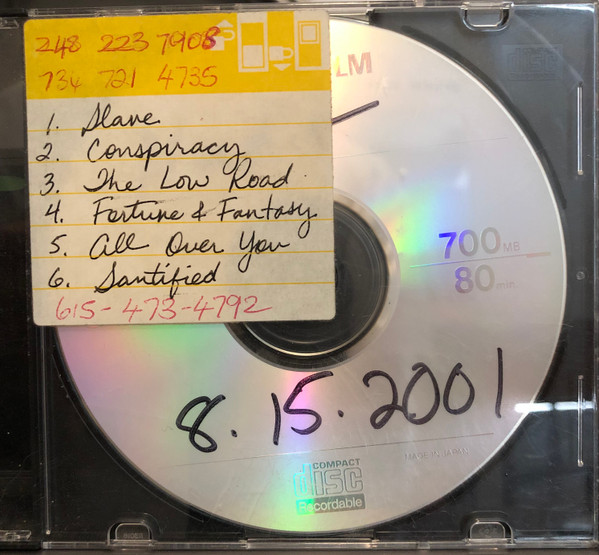 248 223 7908
734 721 4735
1. Slave
2. Conspiracy
3. The Low Road
4. Fortune & Fantasy
5. All Over You
6. Santified
615-473-4792
LM
700 MB
80 min.
8.15.2001
MADE IN JAPAN
COMPACT
disc
Recordable